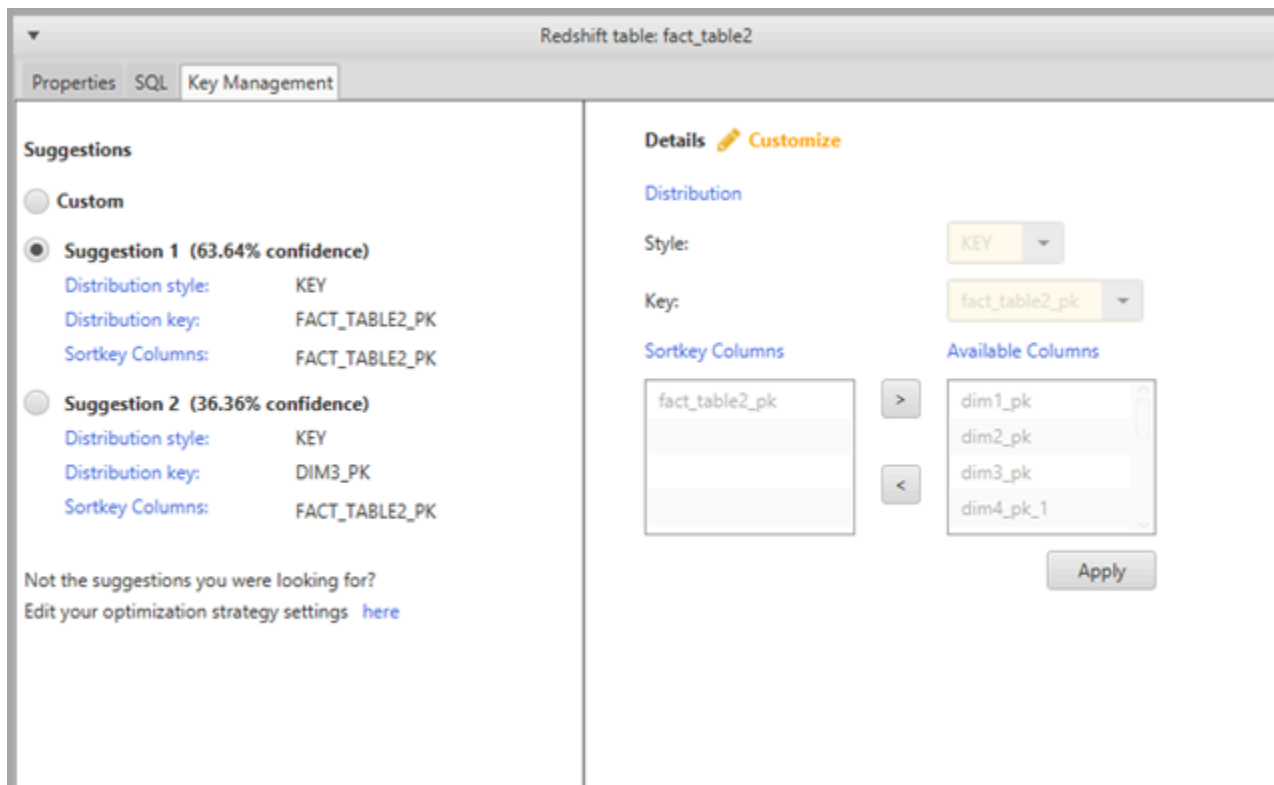 Redshift table: fact_table2
Properties SQL Key Management
Suggestions
Custom
Suggestion 1 (63.64% confidence)
Distribution style: KEY
Distribution key: FACT_TABLE2_PK
Sortkey Columns: FACT_TABLE2_PK
Suggestion 2 (36.36% confidence)
Distribution style: KEY
Distribution key: DIM3_PK
Sortkey Columns: FACT_TABLE2_PK
Not the suggestions you were looking for?
Edit your optimization strategy settings here
Details Customize
Distribution
Style: KEY
Key: fact_table2_pk
Sortkey Columns Available Columns
fact_table2_pk > dim1_pk
dim2_pk
< dim3_pk
dim4_pk_1
Apply